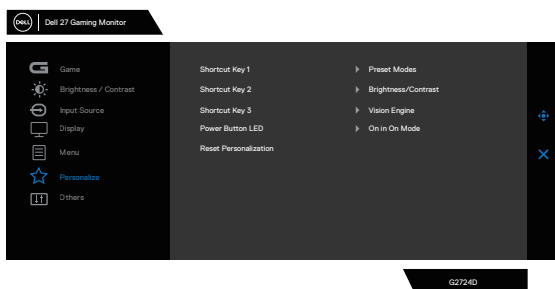 DELL Dell 27 Gaming Monitor
Game
Brightness / Contrast
Input Source
Display
Menu
Personalize
Others
Shortcut Key 1 Preset Modes
Shortcut Key 2 Brightness/Contrast
Shortcut Key 3 Vision Engine
Power Button LED On in On Mode
Reset Personalization
G2724D